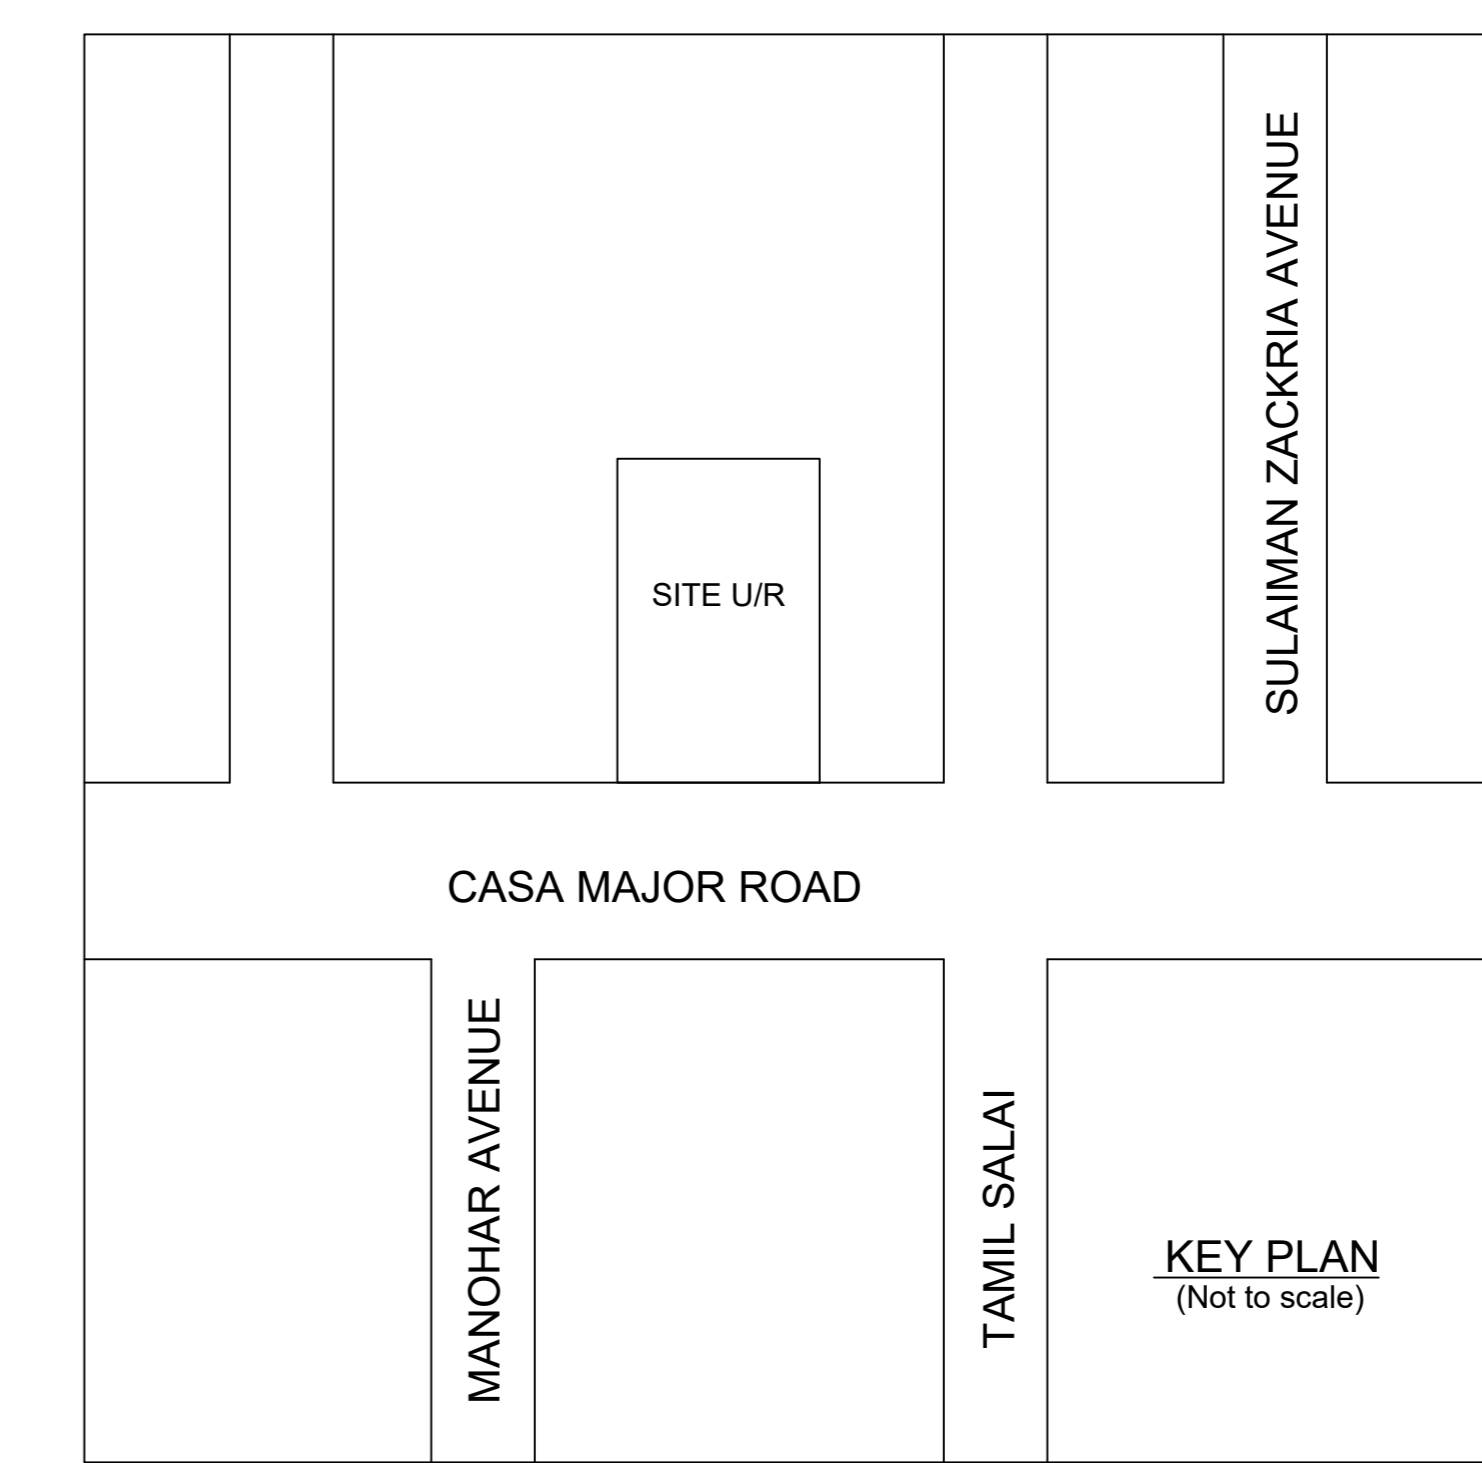 SULAIMAN ZACKRIA AVENUE
SITE U/R
CASA MAJOR ROAD
MANOHAR AVENUE
TAMIL SALAI
KEY PLAN
(Not to scale)